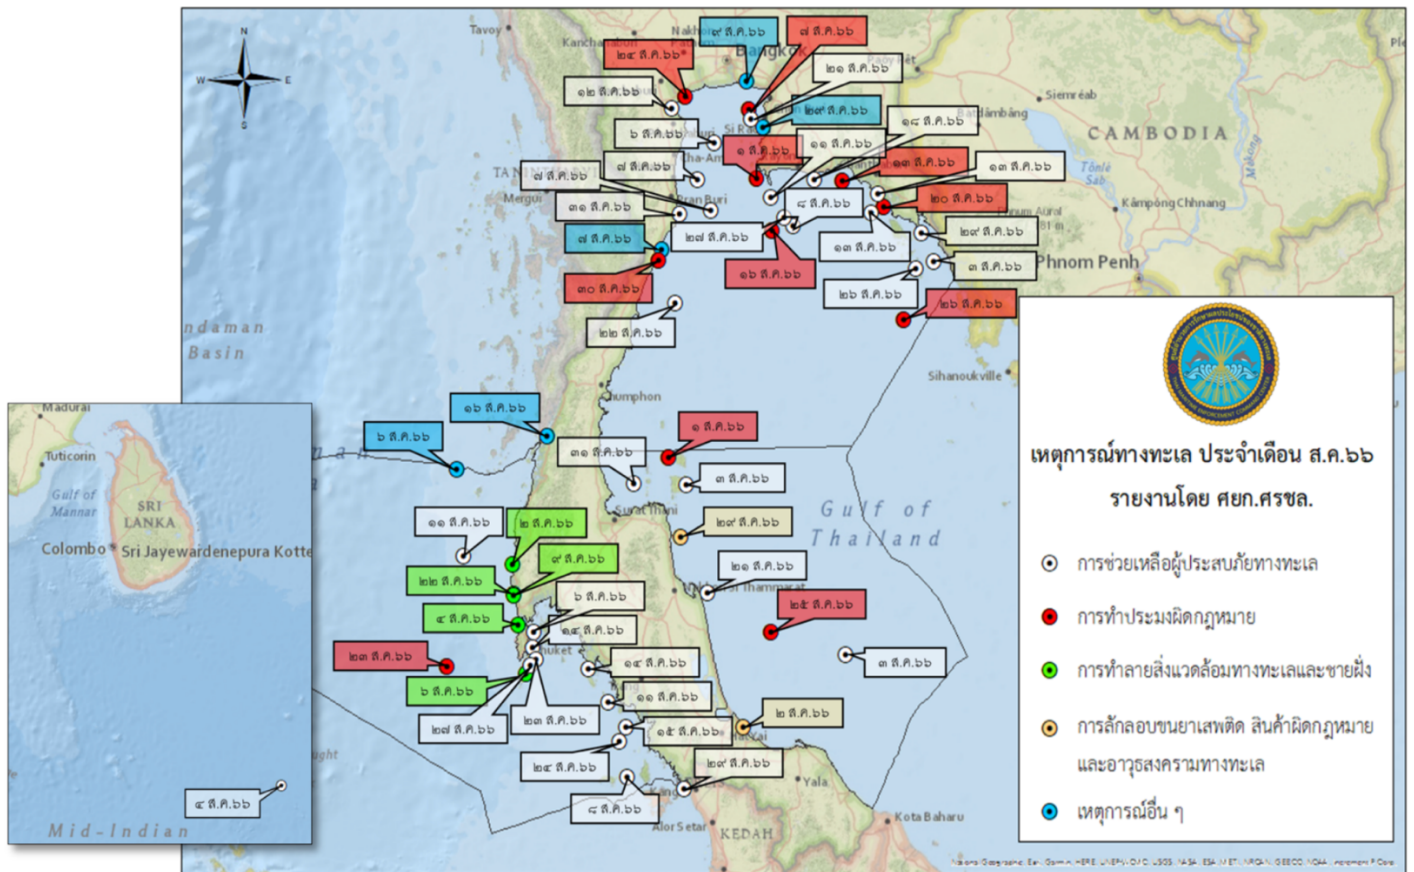 Tavoy
Kanchanaburi
Bangkok
๙ ส.ค.๖๖
๗ ส.ค.๖๖
๒๔ ส.ค.๖๖
๒๑ ส.ค.๖๖
๑๒ ส.ค.๖๖
๒๙ ส.ค.๖๖
๑๘ ส.ค.๖๖
๖ ส.ค.๖๖
๑ ส.ค.๖๖
๑๑ ส.ค.๖๖
๗ ส.ค.๖๖
๑๓ ส.ค.๖๖
๑๓ ส.ค.๖๖
๗ ส.ค.๖๖
๘ ส.ค.๖๖
๒๐ ส.ค.๖๖
๓๑ ส.ค.๖๖
๗ ส.ค.๖๖
๒๗ ส.ค.๖๖
๑๓ ส.ค.๖๖
๒๙ ส.ค.๖๖
๑๖ ส.ค.๖๖
๓ ส.ค.๖๖
๓๐ ส.ค.๖๖
๒๖ ส.ค.๖๖
๒๖ ส.ค.๖๖
๒๒ ส.ค.๖๖
N
W E
S
Siemréab
Batdâmbâng
CAMBODIA
Tônlé
Sab
Mekong
Mergui
Pran Buri
Kâmpóng Chhnang
Phnom Penh
Sihanoukville
Chumphon
๑๖ ส.ค.๖๖
๖ ส.ค.๖๖
๑ ส.ค.๖๖
๓๑ ส.ค.๖๖
๓ ส.ค.๖๖
Surat Thani
Gulf of
Thailand
๑๑ ส.ค.๖๖
๒ ส.ค.๖๖
๒๙ ส.ค.๖๖
๙ ส.ค.๖๖
๒๒ ส.ค.๖๖
๒๑ ส.ค.๖๖
๖ ส.ค.๖๖
๔ ส.ค.๖๖
๑๔ ส.ค.๖๖
๒๕ ส.ค.๖๖
๒๓ ส.ค.๖๖
๑๔ ส.ค.๖๖
๓ ส.ค.๖๖
๖ ส.ค.๖๖
๑๑ ส.ค.๖๖
๒๗ ส.ค.๖๖
๒๓ ส.ค.๖๖
๑๕ ส.ค.๖๖
๒ ส.ค.๖๖
๒๔ ส.ค.๖๖
๒๙ ส.ค.๖๖
๘ ส.ค.๖๖
Yala
Alor Setar
KEDAH
Kota Baharu
Madurai
Tuticorin
Gulf of
Mannar
SRI
LANKA
Colombo
Sri Jayewardenepura Kotte
๔ ส.ค.๖๖
Mid-Indian
เหตุการณ์ทางทะเล ประจำเดือน ส.ค.๖๖
รายงานโดย ศยก.ศรชล.
การช่วยเหลือผู้ประสบภัยทางทะเล
การทำประมงผิดกฎหมาย
การทำลายสิ่งแวดล้อมทางทะเลและชายฝั่ง
การลักลอบขนยาเสพติด สินค้าผิดกฎหมาย
และอาวุธสงครามทางทะเล
เหตุการณ์อื่น ๆ